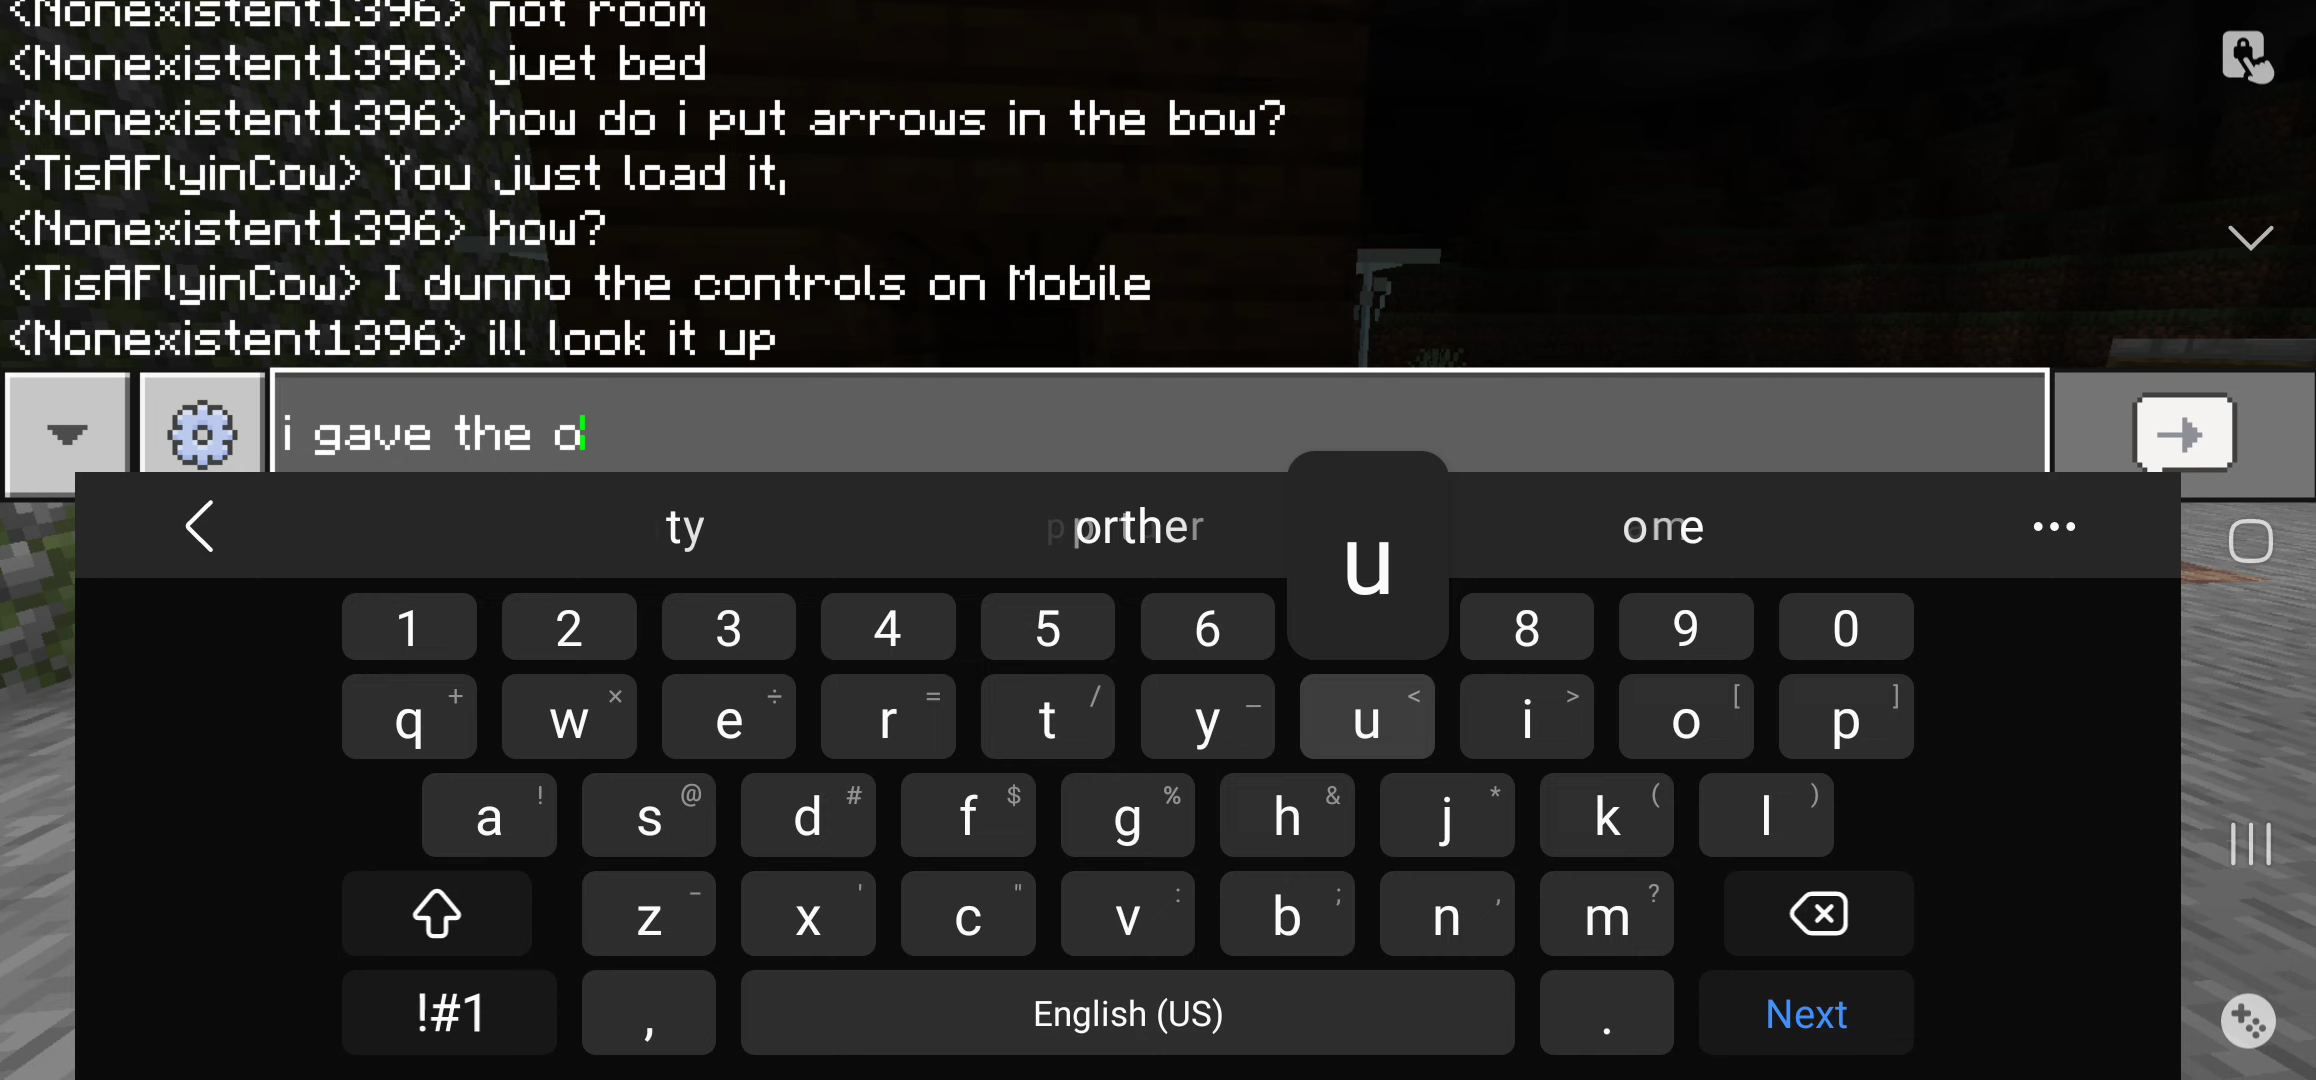 <Nonexistent1396> not room
<Nonexistent1396> juet bed
<Nonexistent1396> how do i put arrows in the bow?
<TisAFlyinCow> You just load it,
<Nonexistent1396> how?
<TisAFlyinCow> I dunno the controls on Mobile
<Nonexistent1396> ill look it up
i gave the a
ty
u
1 2 3 4 5 6 8 9 0
q + w × e ÷ r = t / y _ u < i > o [ p ]
a ! s @ d # f $ g % h & j * k ( l )
z - x ' c " v : b ; n , m ?
!#1 , English (US) . Next